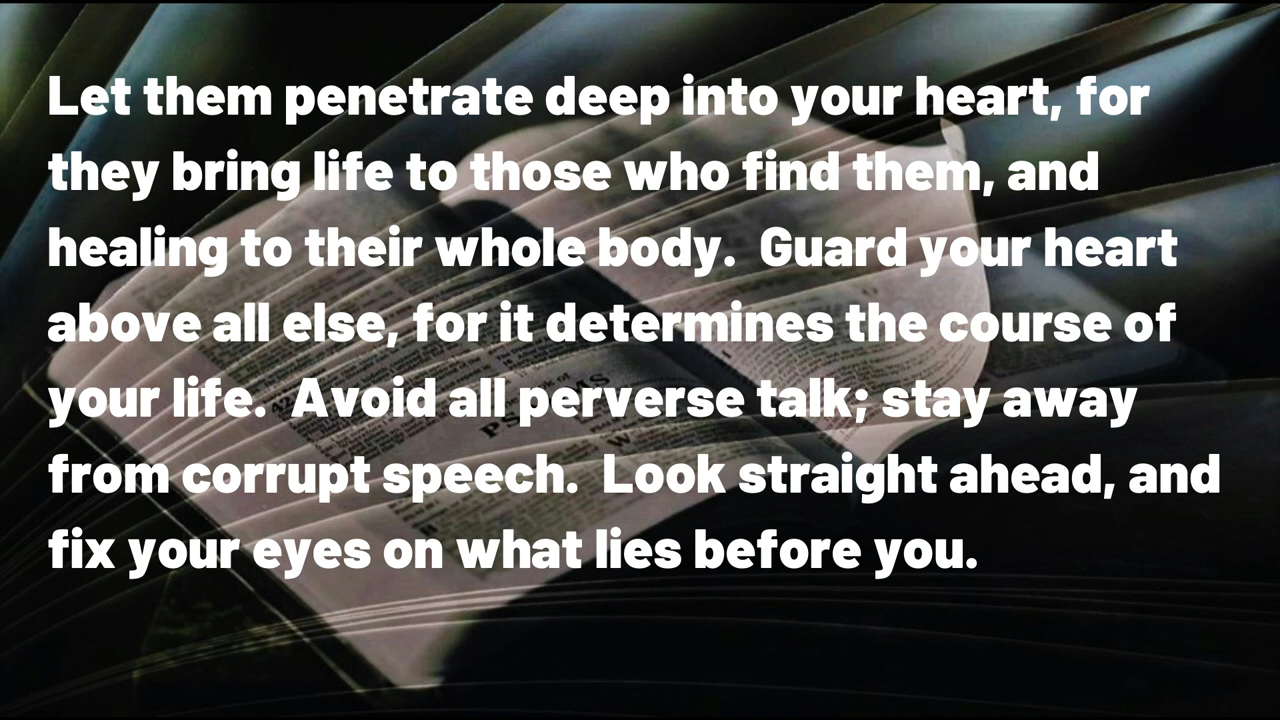 Let them penetrate deep into your heart, for
they bring life to those who find them, and
healing to their whole body.  Guard your heart
above all else, for it determines the course of
your life.  Avoid all perverse talk; stay away
from corrupt speech.  Look straight ahead, and
fix your eyes on what lies before you.